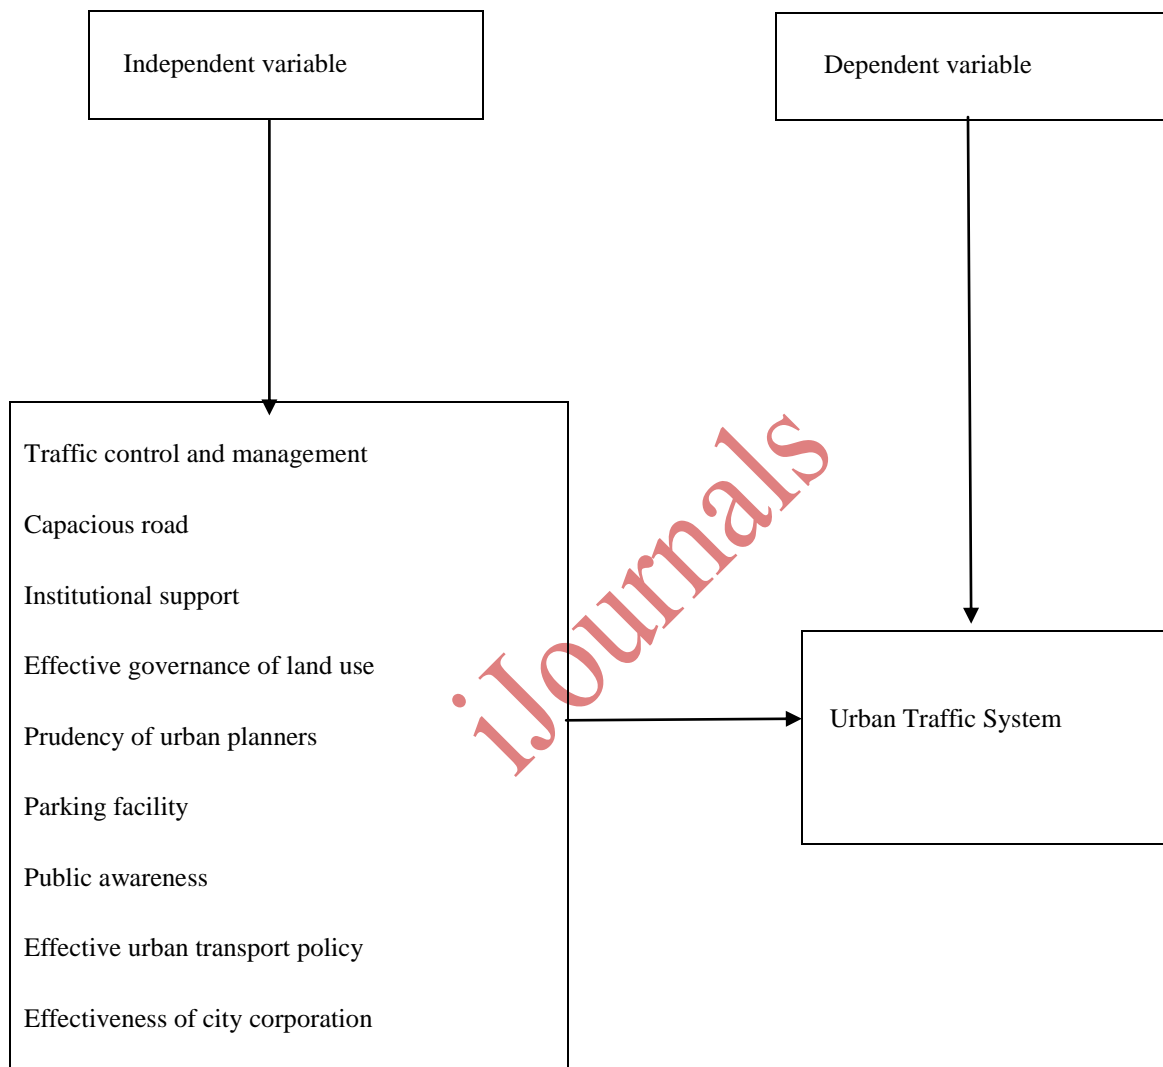 Independent variable
Dependent variable
Traffic control and management
Capacious road
Institutional support
Effective governance of land use
Prudency of urban planners
Parking facility
Public awareness
Effective urban transport policy
Effectiveness of city corporation
Urban Traffic System
iJournals